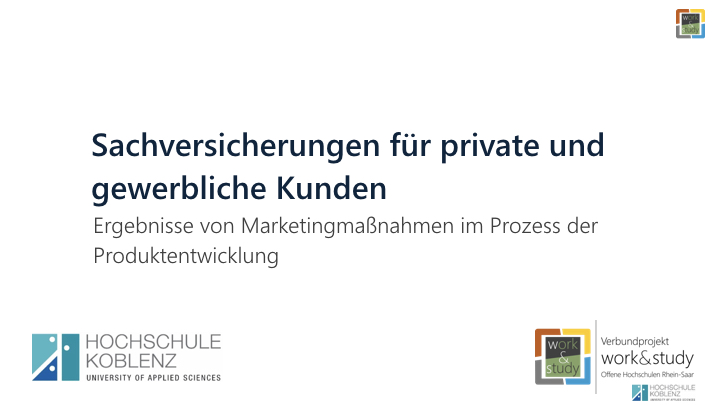 work
&
study
Sachversicherungen für private und
gewerbliche Kunden
Ergebnisse von Marketingmaßnahmen im Prozess der
Produktentwicklung
HOCHSCHULE
KOBLENZ
UNIVERSITY OF APPLIED SCIENCES
work
&
study
Verbundprojekt
work&study
Offene Hochschulen Rhein-Saar
HOCHSCHULE
KOBLENZ
UNIVERSITY OF APPLIED SCIENCES